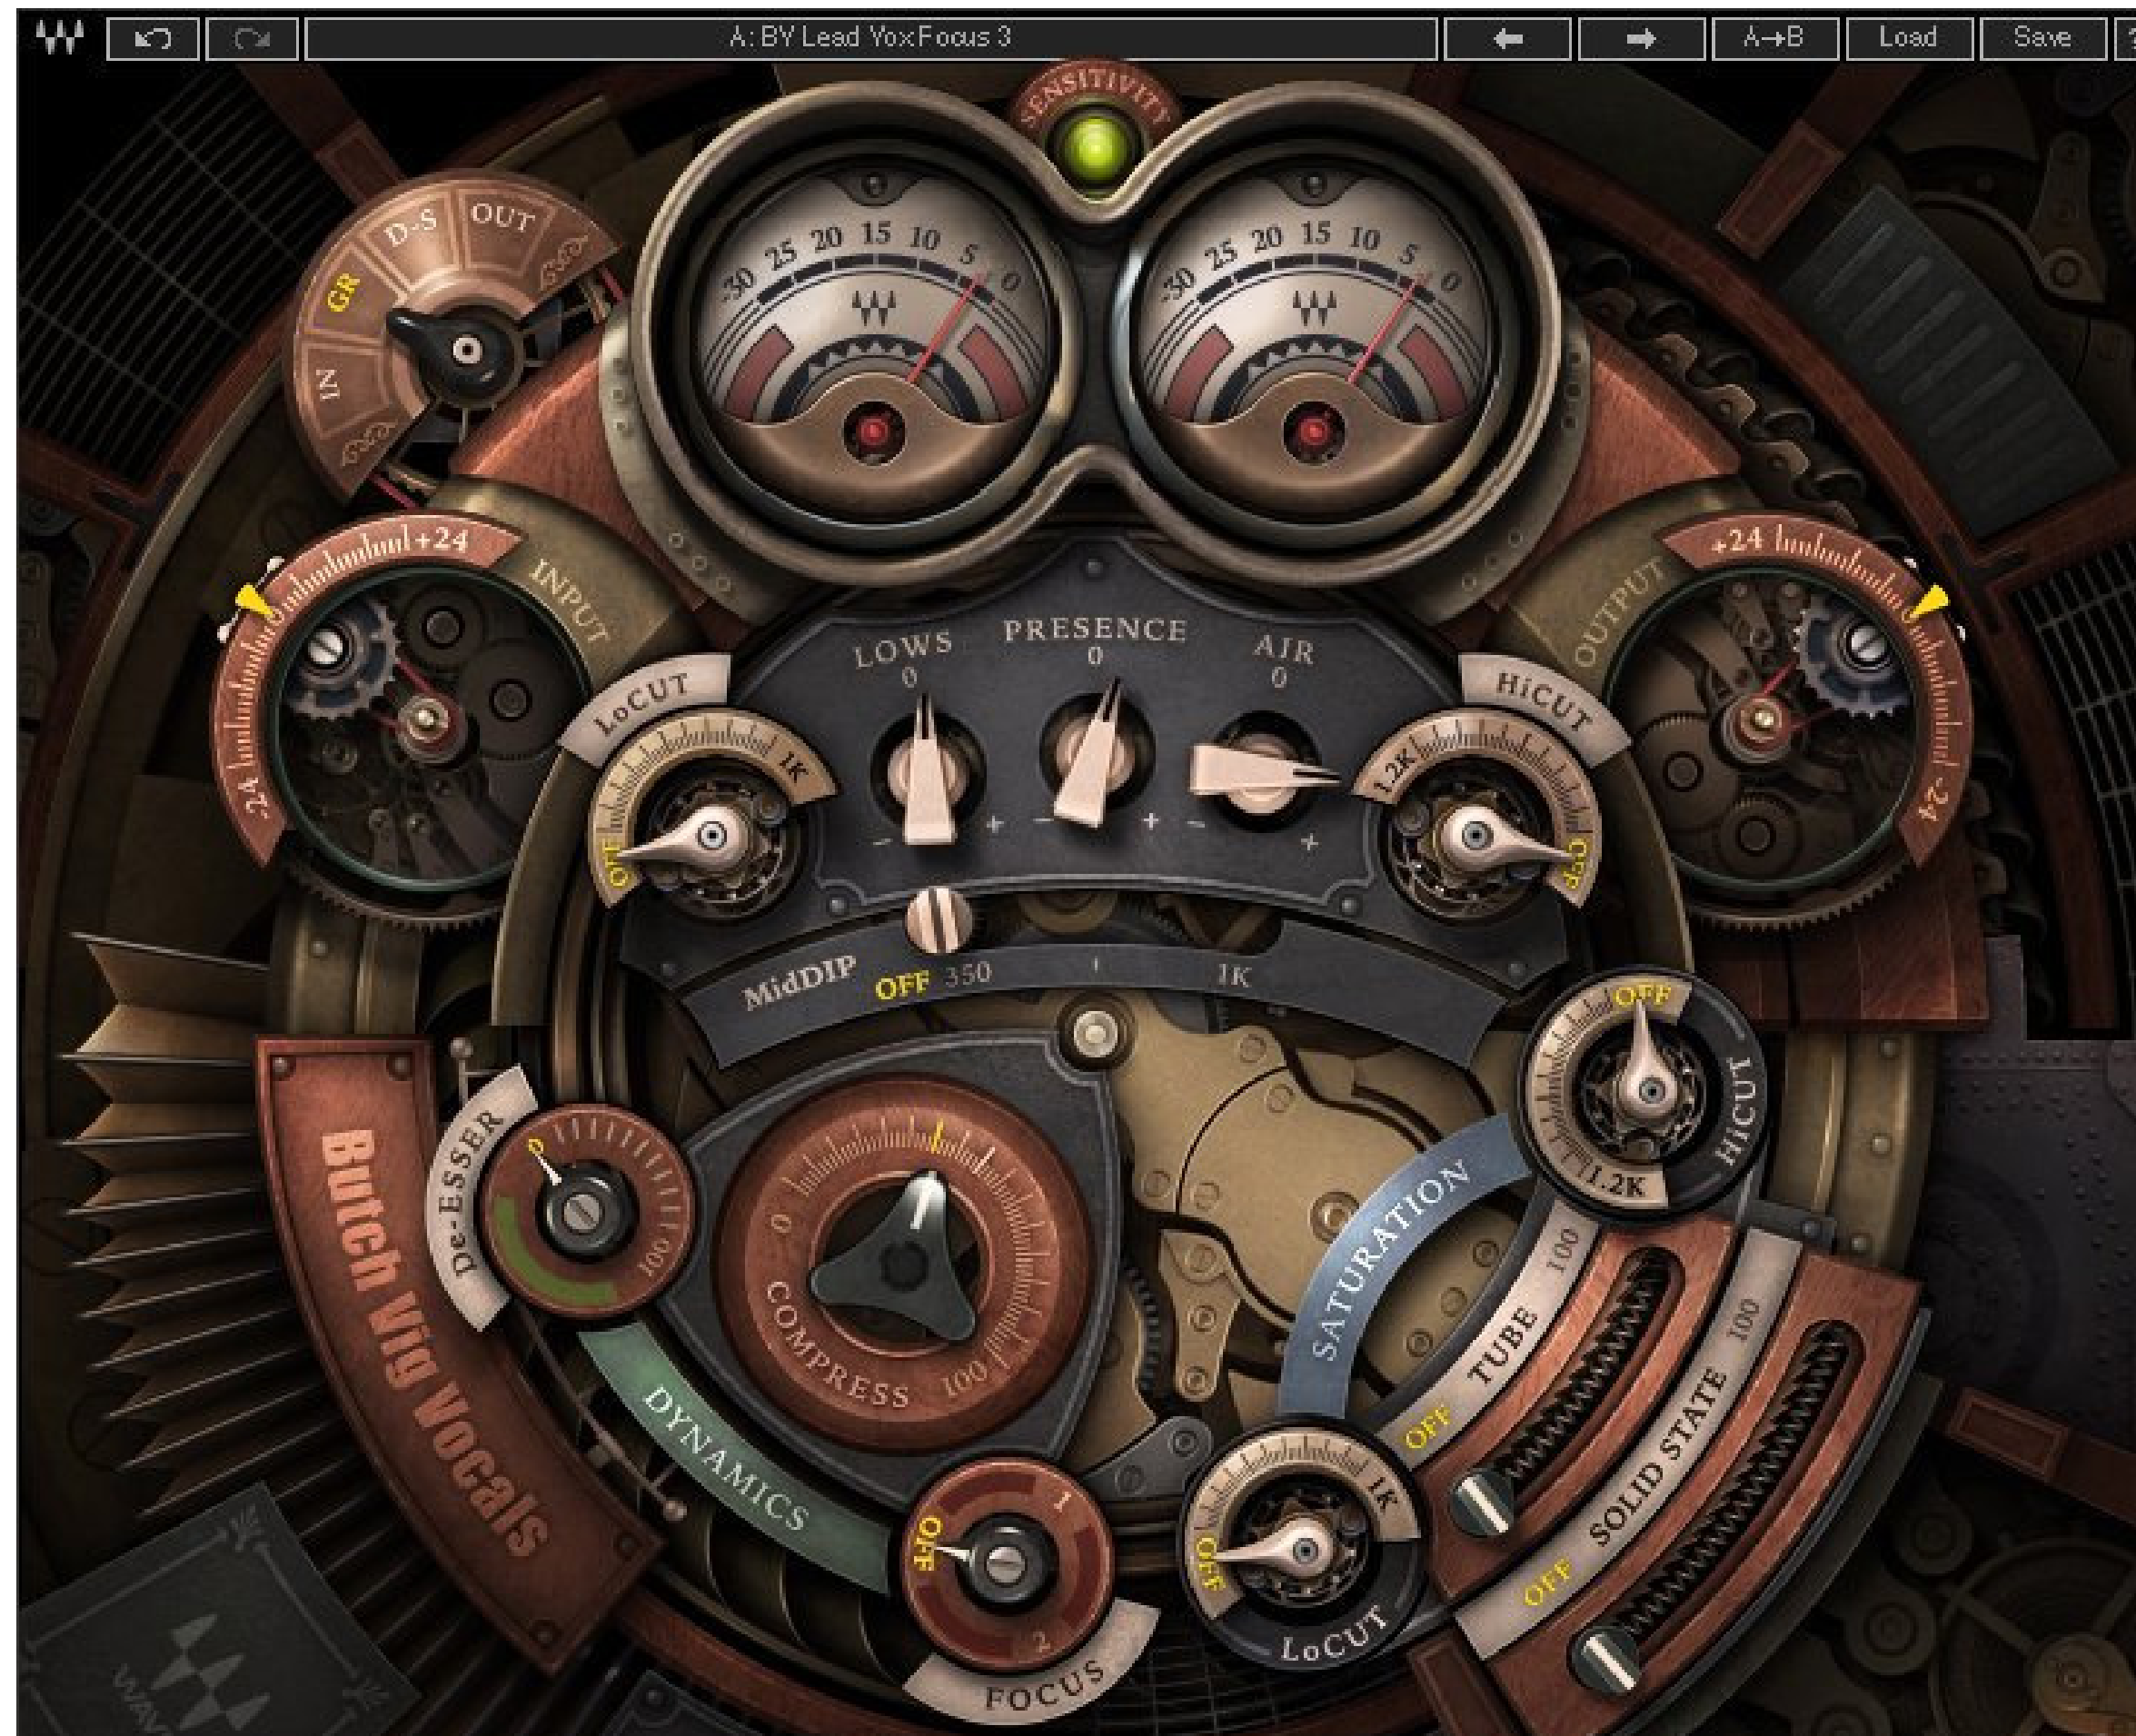 A: BY Lead Vox Focus 3
A→B
Load
Save
?
SENSITIVITY
IN
GR
D-S
OUT
-30 25 20 15 10 5 0
-30 25 20 15 10 5 0
+24
INPUT
-24
+24
OUTPUT
-24
LOWS
0
- +
PRESENCE
0
- +
AIR
0
- +
LoCUT
OFF
1K
HiCUT
1.2K
OFF
MidDIP OFF 350 1K
OFF
HiCUT
1.2K
Butch Vig Vocals
De-ESSER
0
100
0
COMPRESS
100
DYNAMICS
SATURATION
OFF TUBE 100
OFF SOLID STATE 100
OFF
1
2
FOCUS
OFF
1K
LoCUT
WAVE